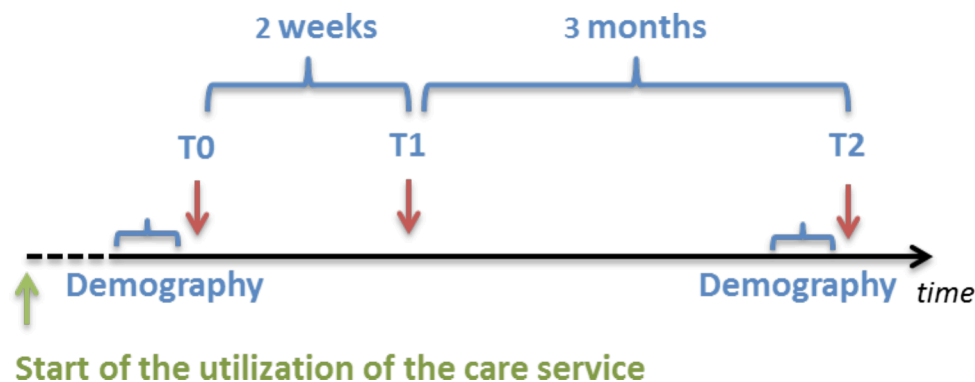 2 weeks
3 months
T0
T1
T2
Demography
Demography
time
Start of the utilization of the care service